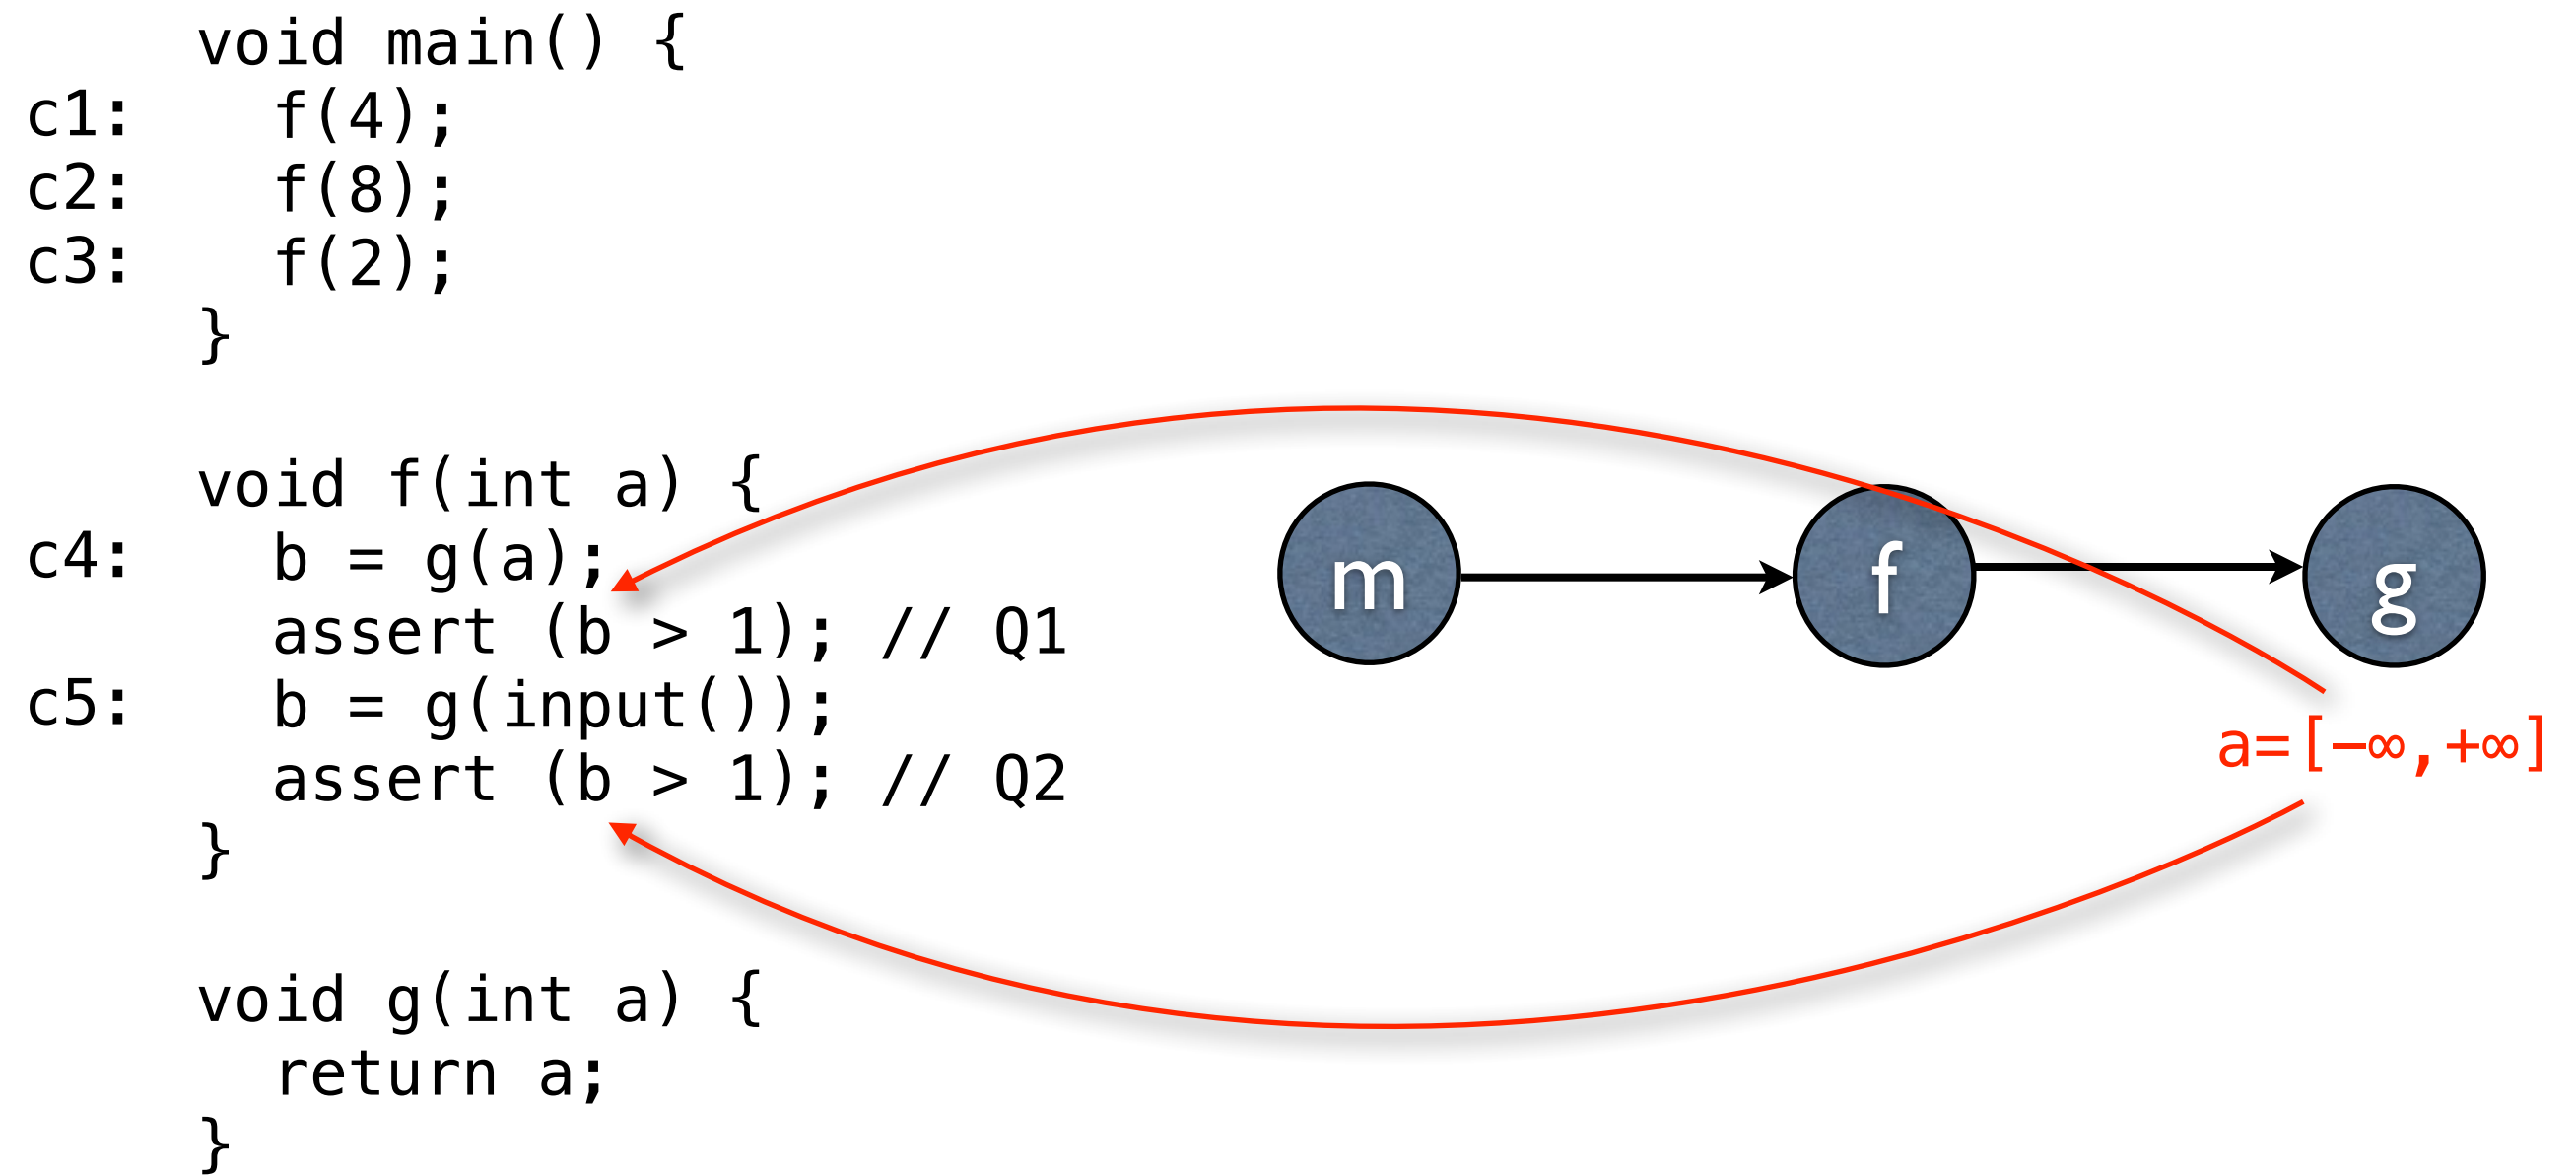 void main() {
c1: f(4);
c2: f(8);
c3: f(2);
}
void f(int a) {
c4: b = g(a);
assert (b > 1); // Q1
c5: b = g(input());
assert (b > 1); // Q2
}
void g(int a) {
return a;
}
m
f
g
a=[−∞,+∞]